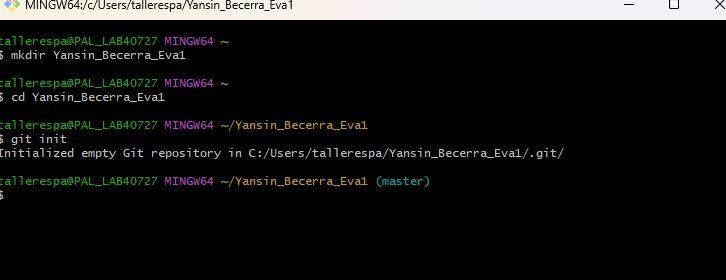 MINGW64:/c/Users/tallerespa/Yansin_Becerra_Eva1
tallerespa@PAL_LAB40727 MINGW64 ~
$ mkdir Yansin_Becerra_Eva1
tallerespa@PAL_LAB40727 MINGW64 ~
$ cd Yansin_Becerra_Eva1
tallerespa@PAL_LAB40727 MINGW64 ~/Yansin_Becerra_Eva1
$ git init
Initialized empty Git repository in C:/Users/tallerespa/Yansin_Becerra_Eva1/.git/
tallerespa@PAL_LAB40727 MINGW64 ~/Yansin_Becerra_Eva1 (master)
$